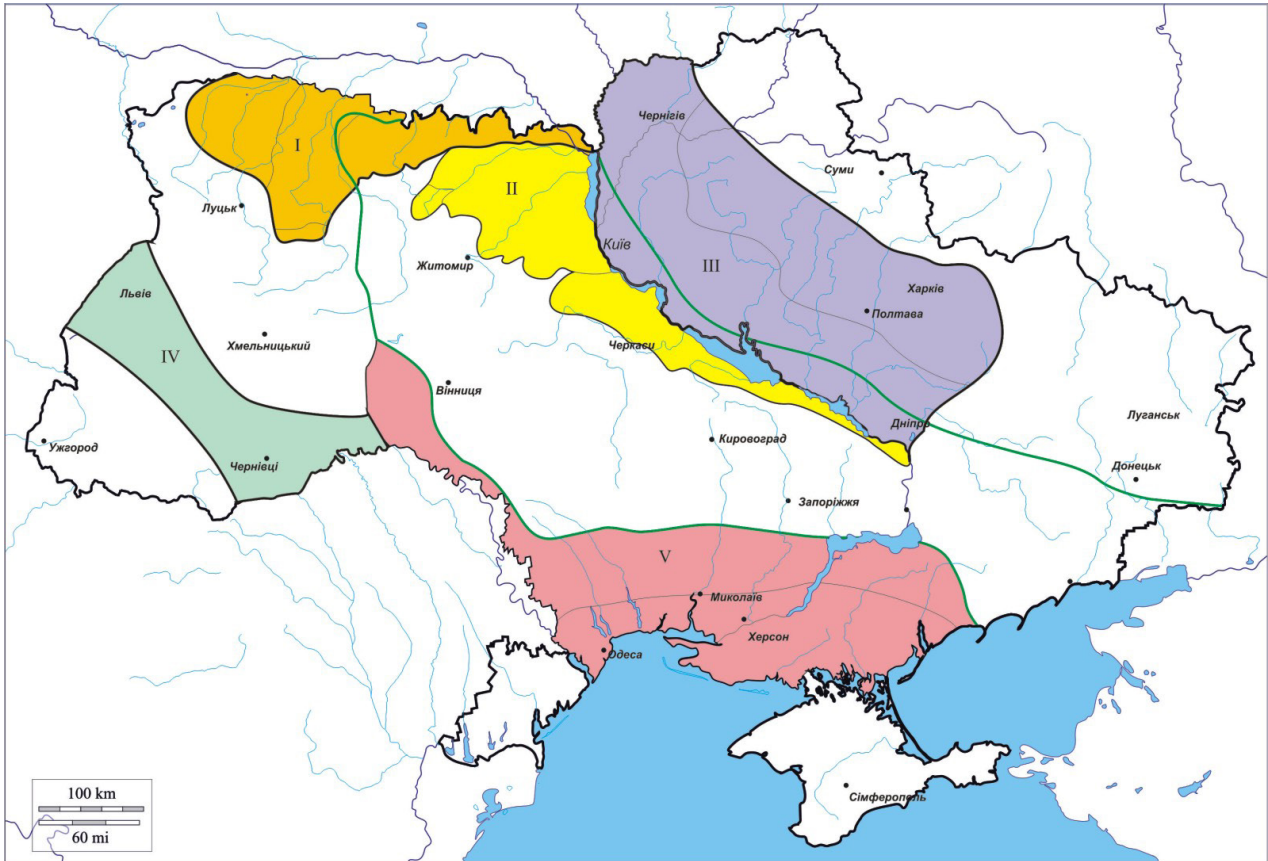 Чернігів
I
Суми
II
Луцьк
Київ
Житомир
III
Львів
Харків
Полтава
Хмельницький
Черкаси
IV
Вінниця
Луганськ
Дніпро
Ужгород
Кировоград
Чернівці
Донецьк
Запоріжжя
V
Миколаїв
Херсон
Одеса
100 km
Сімферополь
60 mi